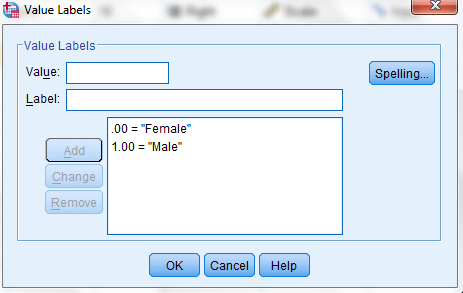 Value Labels
Value Labels
Value:
Spelling...
Label:
.00 = "Female"
1.00 = "Male"
Add
Change
Remove
OK
Cancel
Help